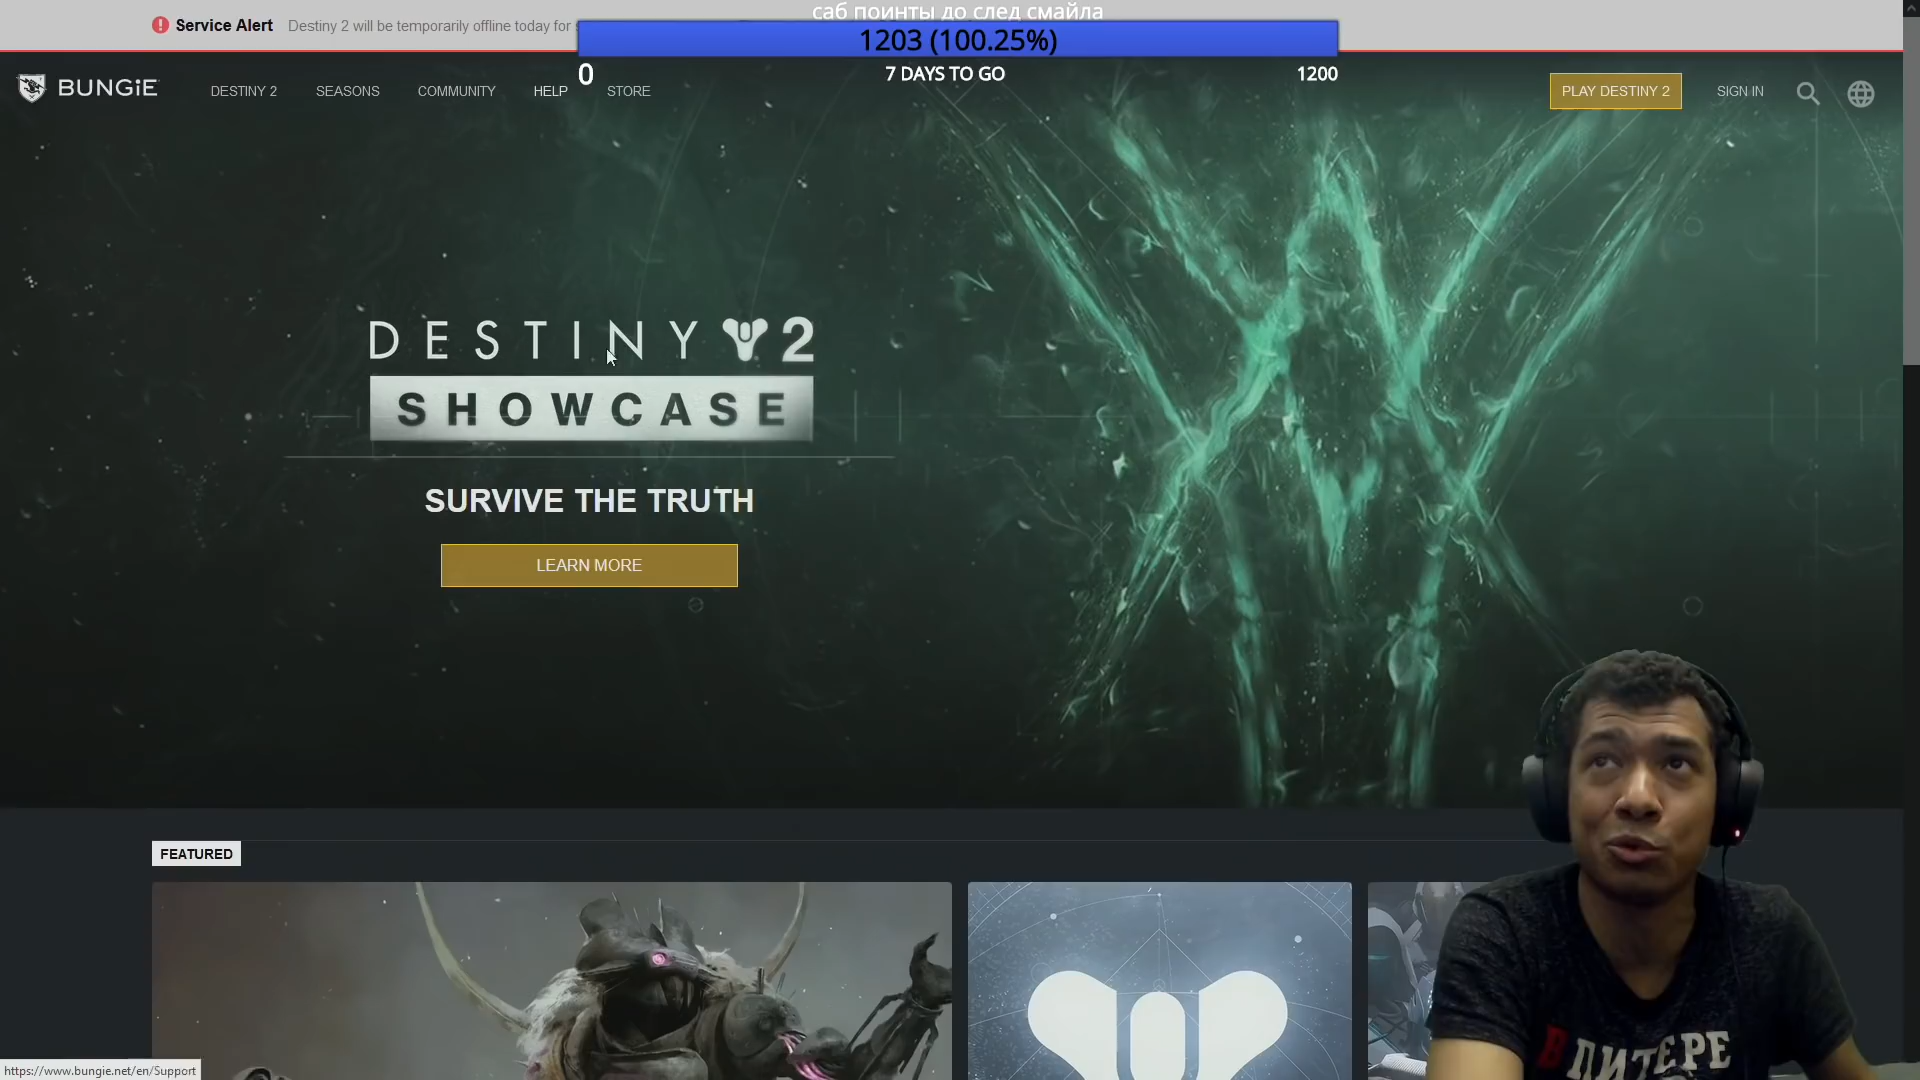 саб поинты до след смайла
Service Alert Destiny 2 will be temporarily offline today for
1203 (100.25%)
0 7 DAYS TO GO 1200
BUNGiE DESTINY 2 SEASONS COMMUNITY HELP STORE PLAY DESTINY 2 SIGN IN
DESTINY 2
SHOWCASE
SURVIVE THE TRUTH
LEARN MORE
FEATURED
В ПИТЕРЕ
https://www.bungie.net/en/Support